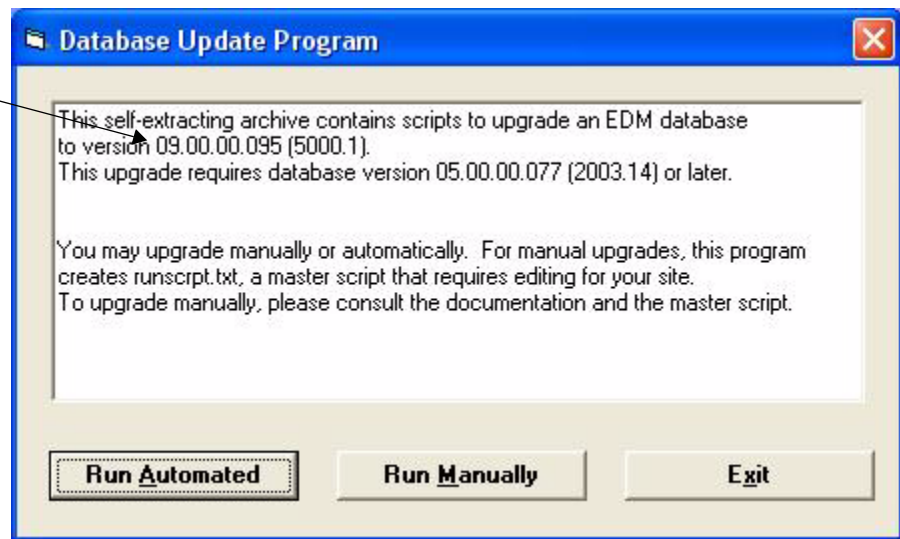 Database Update Program
This self-extracting archive contains scripts to upgrade an EDM database
to version 09.00.00.095 (5000.1).
This upgrade requires database version 05.00.00.077 (2003.14) or later.
You may upgrade manually or automatically.  For manual upgrades, this program
creates runscrpt.txt, a master script that requires editing for your site.
To upgrade manually, please consult the documentation and the master script.
Run Automated
Run Manually
Exit